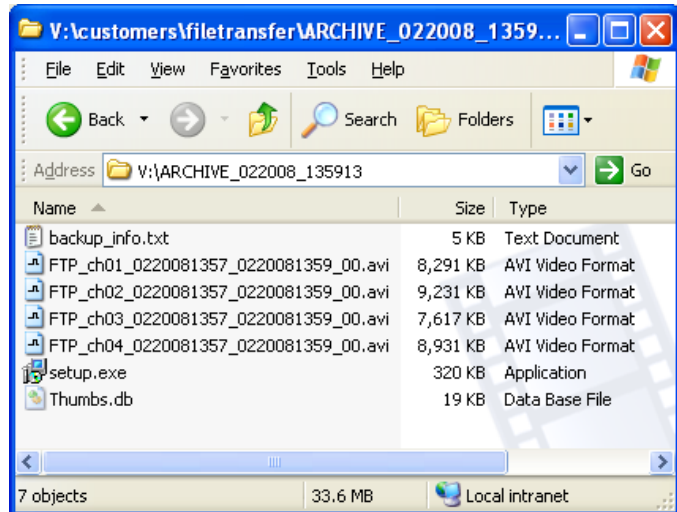 V:\customers\filetransfer\ARCHIVE_022008_1359...
File Edit View Favorites Tools Help
Back Search Folders
Address V:\ARCHIVE_022008_135913 Go
Name Size Type
backup_info.txt 5 KB Text Document
FTP_ch01_0220081357_0220081359_00.avi 8,291 KB AVI Video Format
FTP_ch02_0220081357_0220081359_00.avi 9,231 KB AVI Video Format
FTP_ch03_0220081357_0220081359_00.avi 7,617 KB AVI Video Format
FTP_ch04_0220081357_0220081359_00.avi 8,931 KB AVI Video Format
setup.exe 320 KB Application
Thumbs.db 19 KB Data Base File
7 objects 33.6 MB Local intranet